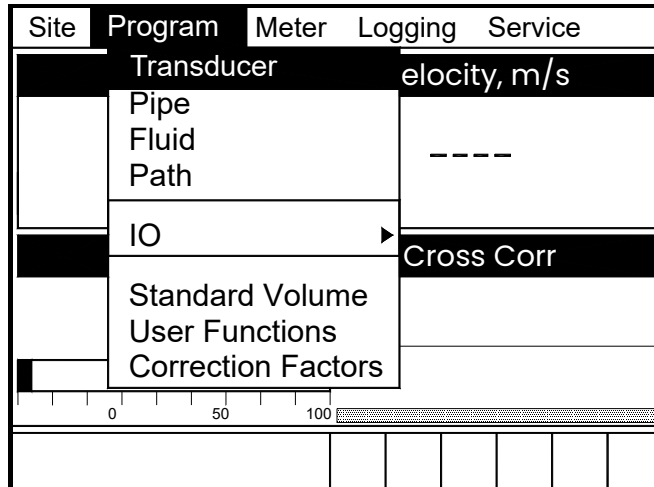 Site Program Meter Logging Service
Transducer
elocity, m/s
Pipe
Fluid
----
Path
IO
Cross Corr
Standard Volume
User Functions
Correction Factors
0 50 100